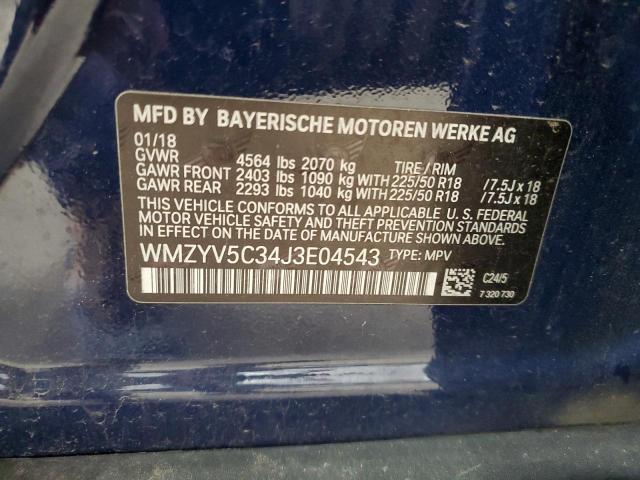 MFD BY BAYERISCHE MOTOREN WERKE AG
01/18
GVWR 4564 lbs 2070 kg TIRE / RIM
GAWR FRONT 2403 lbs 1090 kg WITH 225/50 R18 / 7.5J x 18
GAWR REAR 2293 lbs 1040 kg WITH 225/50 R18 / 7.5J x 18
THIS VEHICLE CONFORMS TO ALL APPLICABLE U. S. FEDERAL
MOTOR VEHICLE SAFETY AND THEFT PREVENTION STANDARDS
IN EFFECT ON THE DATE OF MANUFACTURE SHOWN ABOVE.
WMZYV5C34J3E04543 TYPE: MPV
C24/5
7 320 730